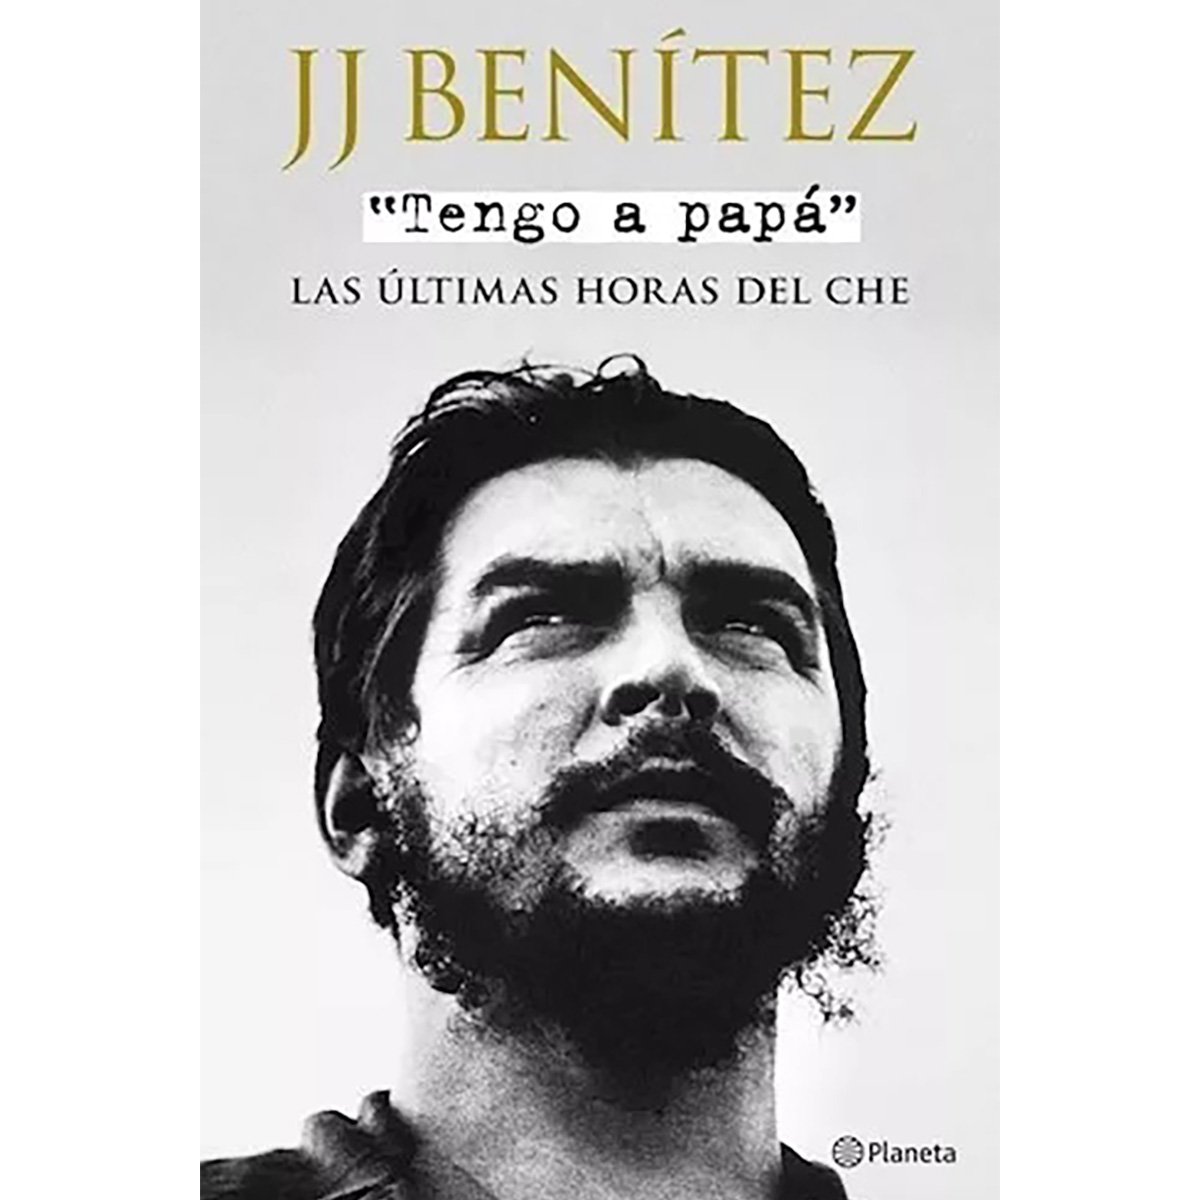 JJ BENÍTEZ
“Tengo a papá”
LAS ÚLTIMAS HORAS DEL CHE
Planeta